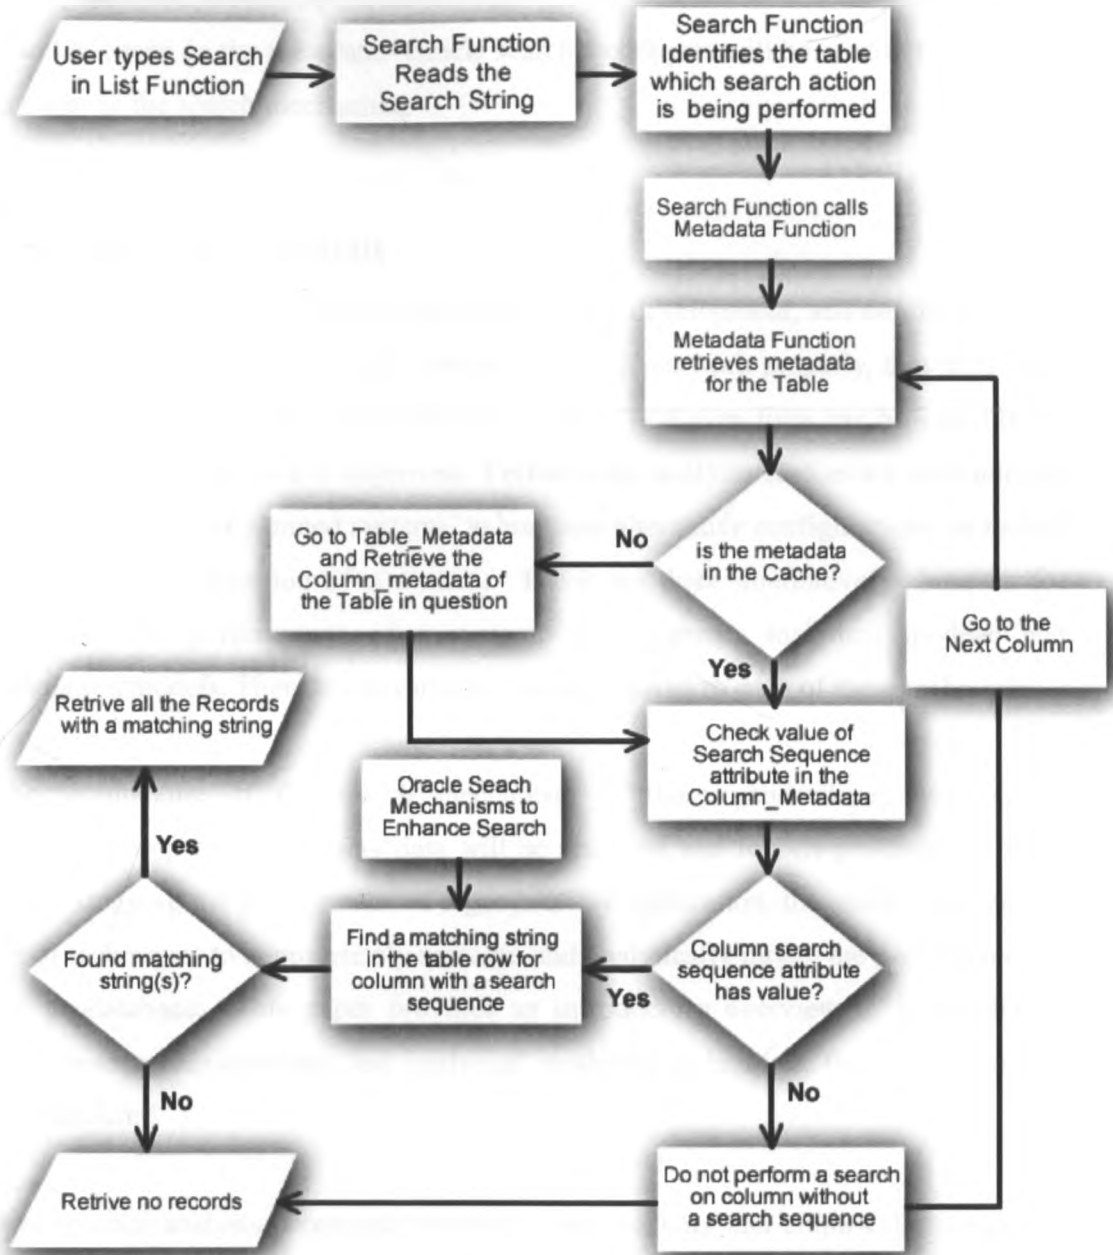 User types Search
in List Function
Search Function
Reads the
Search String
Search Function
Identifies the table
which search action
is being performed
Search Function calls
Metadata Function
Metadata Function
retrieves metadata
for the Table
is the metadata
in the Cache?
No
Go to Table_Metadata
and Retrieve the
Column_metadata of
the Table in question
Yes
Go to the
Next Column
Check value of
Search Sequence
attribute in the
Column_Metadata
Column search
sequence attribute
has value?
Yes
Find a matching string
in the table row for
column with a search
sequence
Oracle Seach
Mechanisms to
Enhance Search
Found matching
string(s)?
Yes
Retrive all the Records
with a matching string
No
Retrive no records
No
Do not perform a search
on column without
a search sequence